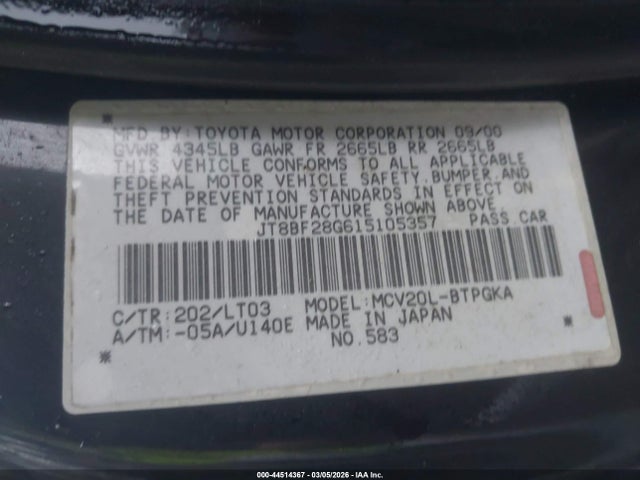 MFD BY:TOYOTA MOTOR CORPORATION 09/00
GVWR 4345LB GAWR FR 2665LB RR 2665LB
THIS VEHICLE CONFORMS TO ALL APPLICABLE
FEDERAL MOTOR VEHICLE SAFETY,BUMPER,AND
THEFT PREVENTION STANDARDS IN EFFECT ON
THE DATE OF MANUFACTURE SHOWN ABOVE.
JT8BF28G615105357 PASS.CAR
C/TR:202/LT03 MODEL:MCV20L-BTPGKA
A/TM:-05A/U140E MADE IN JAPAN
NO.583
000-44514367 | 03/05/2026 | IAA Inc.